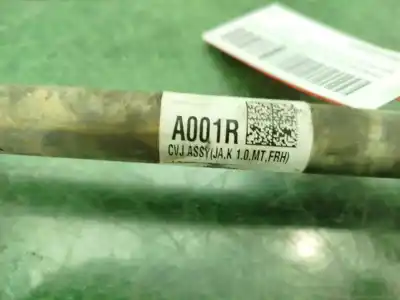 A001R
CVJ ASSY(JA,K 1.0,MT,FRH)